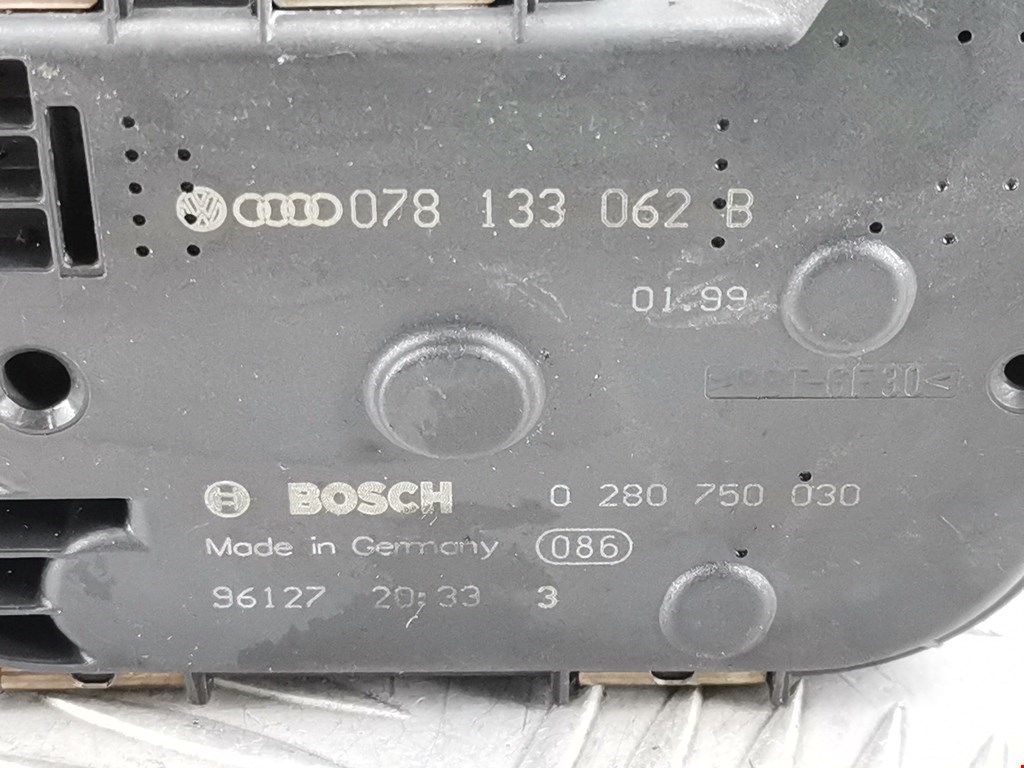 078 133 062 B
01.99
BOSCH 0 280 750 030
Made in Germany 086
96127 20:33 3